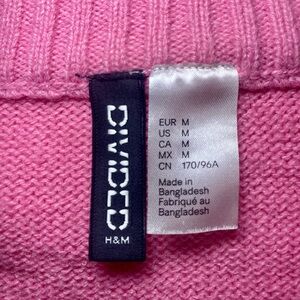 DIVIDED
H&M
EUR M
US M
CA M
MX M
CN 170/96A
Made in
Bangladesh
Fabriqué au
Bangladesh